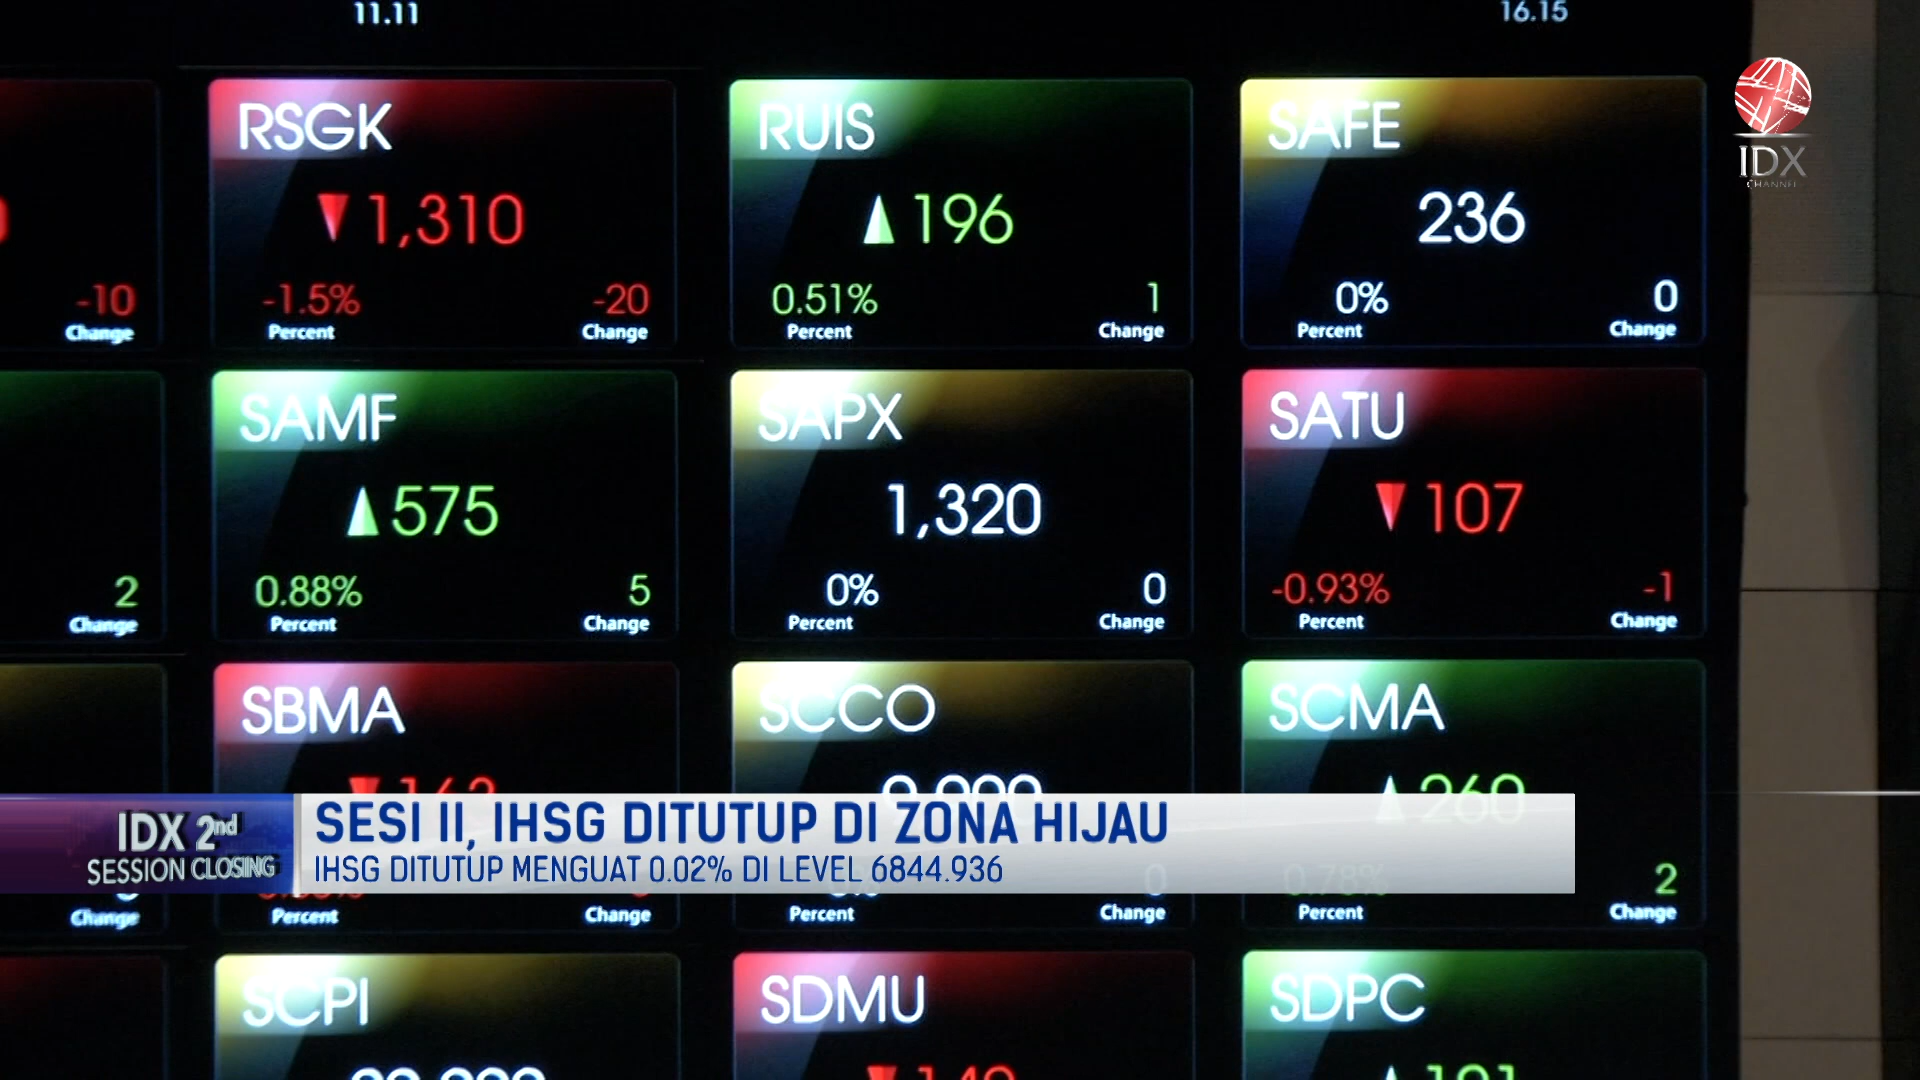 11.11
16.15
RSGK
RUIS
SAFE
1,310
196
236
-10
Change
-1.5%
-20
Percent
Change
0.51%
1
Percent
Change
0%
0
Percent
Change
SAMF
SAPX
SATU
575
1,320
107
2
Change
0.88%
5
Percent
Change
0%
0
Percent
Change
-0.93%
-1
Percent
Change
SBMA
SCCO
SCMA
260
0.78%
2
Change
Percent
Change
Percent
Change
Percent
Change
SCPI
SDMU
SDPC
IDX
CHANNEL
IDX 2nd
SESSION CLOSING
SESI II, IHSG DITUTUP DI ZONA HIJAU
IHSG DITUTUP MENGUAT 0.02% DI LEVEL 6844.936